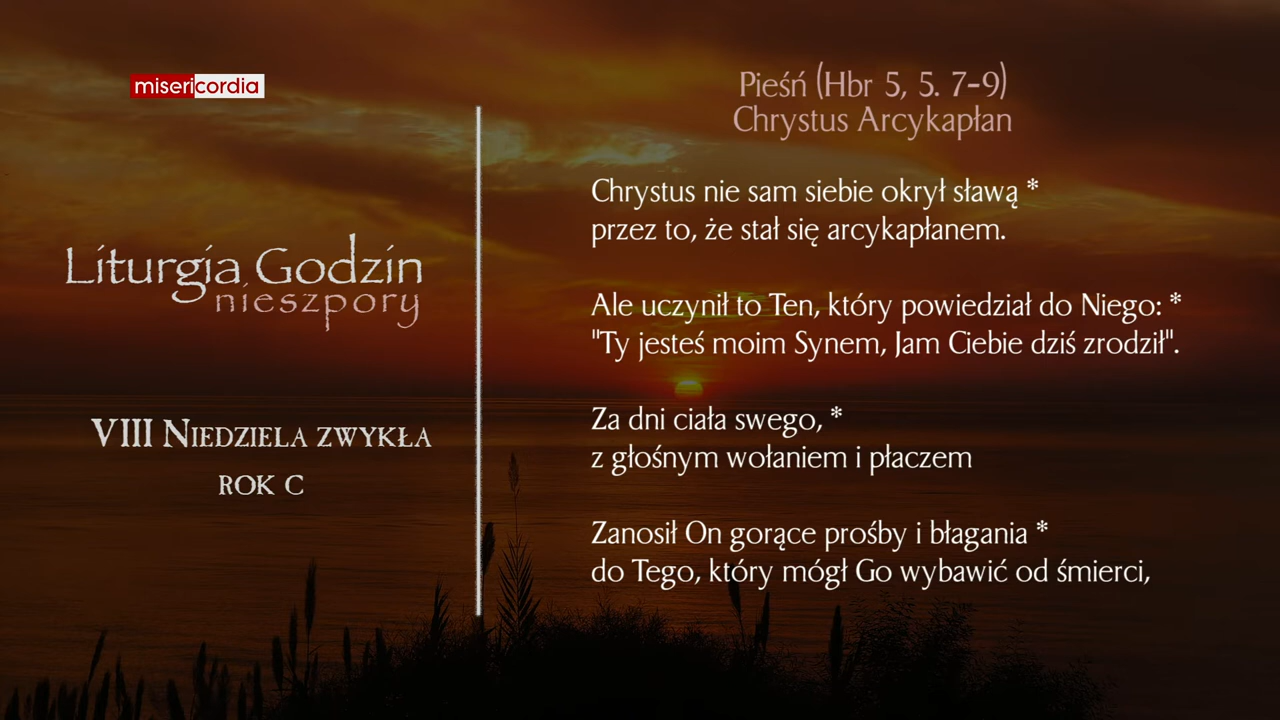 misericordia
Liturgia Godzin
nieszpory
VIII Niedziela zwykła
rok C
Pieśń (Hbr 5, 5. 7-9)
Chrystus Arcykapłan
Chrystus nie sam siebie okrył sławą *
przez to, że stał się arcykapłanem.
Ale uczynił to Ten, który powiedział do Niego: *
"Ty jesteś moim Synem, Jam Ciebie dziś zrodził".
Za dni ciała swego, *
z głośnym wołaniem i płaczem
Zanosił On gorące prośby i błagania *
do Tego, który mógł Go wybawić od śmierci,